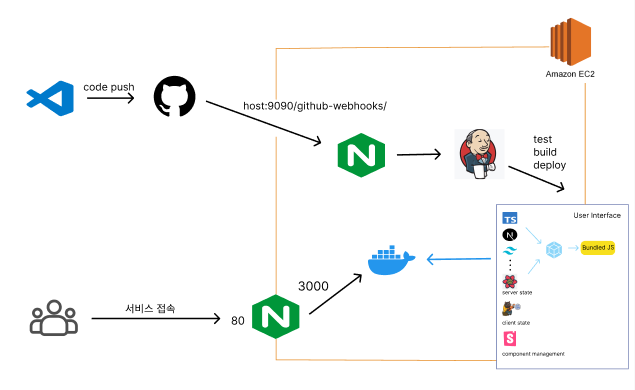 Amazon EC2
code push
host:9090/github-webhooks/
test
build
deploy
User Interface
TS
Bundled JS
server state
client state
component management
3000
서비스 접속
80